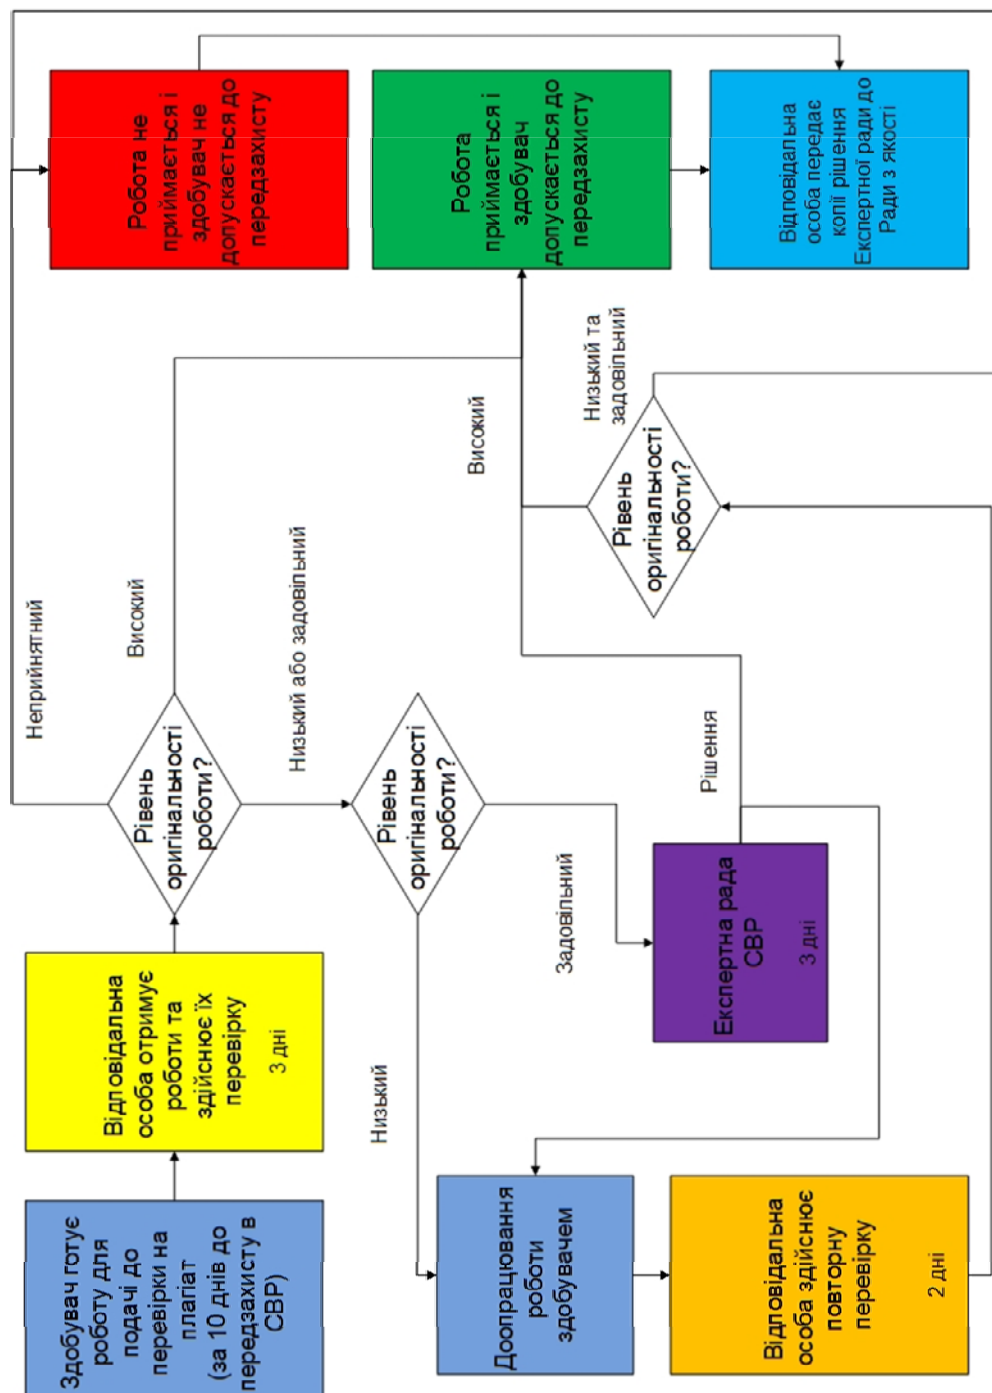 Здобувач готує
роботу для
подачі до
перевірки на
плагіат
(за 10 днів до
передзахисту в
СВР)
Відповідальна
особа отримує
роботи та
здійснює їх
перевірку
3 дні
Рівень
оригінальності
роботи?
Неприйнятний
Високий
Низький або задовільний
Робота не
приймається і
здобувач не
допускається до
передзахисту
Рівень
оригінальності
роботи?
Низький
Задовільний
Робота
приймається і
здобувач
допускається до
передзахисту
Доопрацювання
роботи
здобувачем
Експертна рада
СВР
3 дні
Рішення
Високий
Рівень
оригінальності
роботи?
Низький та
задовільний
Відповідальна
особа здійснює
повторну
перевірку
2 дні
Відповідальна
особа передає
копії рішення
Експертної ради до
Ради з якості